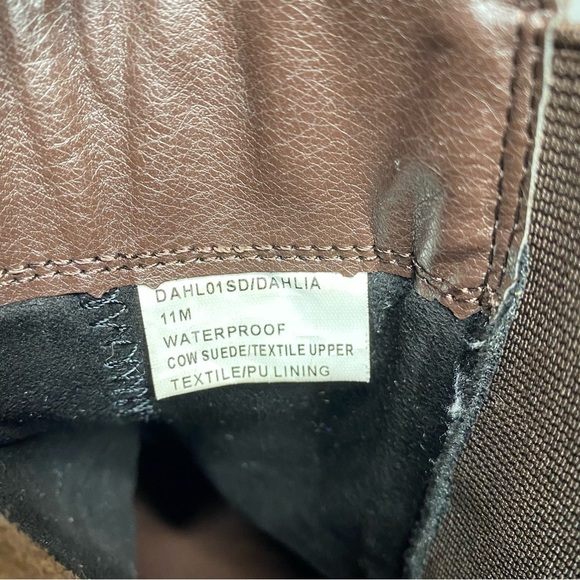 DAHL01SD/DAHLIA
11M
WATERPROOF
COW SUEDE/TEXTILE UPPER
TEXTILE/PU LINING